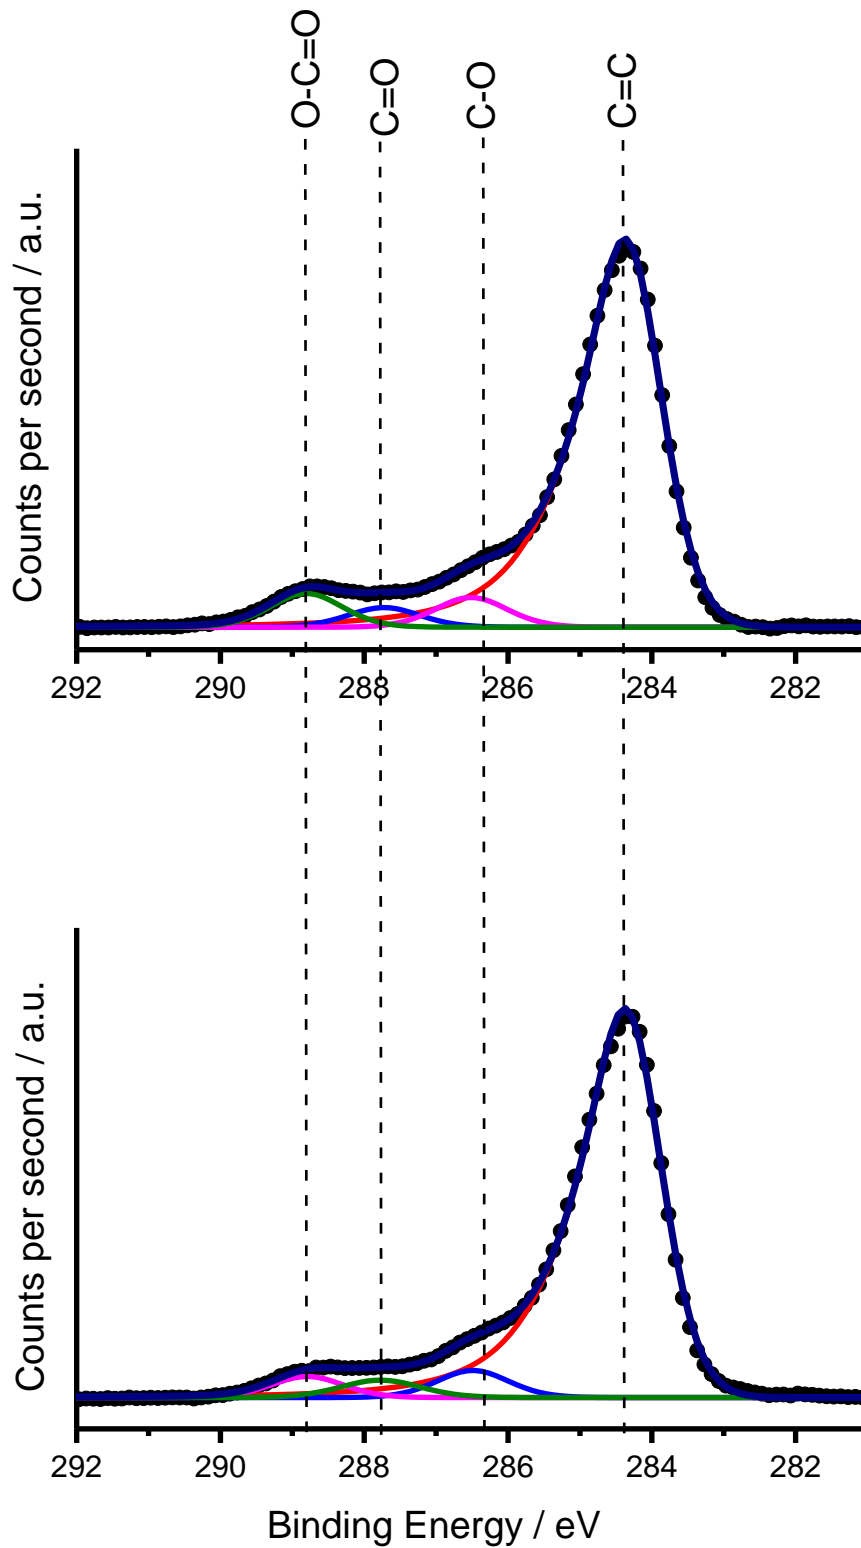 O-C=O
C=O
C-O
C=C
Counts per second / a.u.
292 290 288 286 284 282
Counts per second / a.u.
292 290 288 286 284 282
Binding Energy / eV